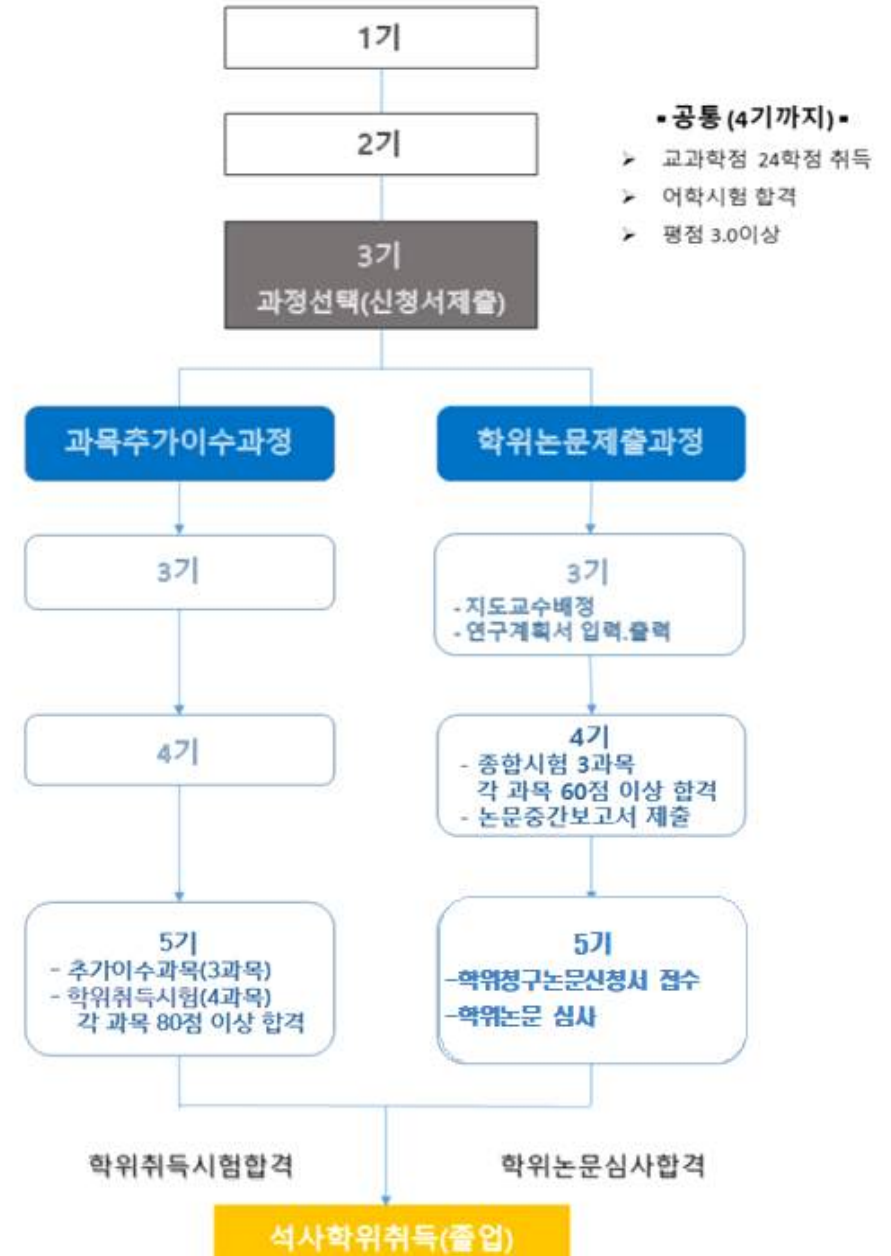 1기
2기
▪공통 (4기까지)▪
➢ 교과학점 24학점 취득
➢ 어학시험 합격
➢ 평점 3.0이상
3기
과정선택(신청서제출)
과목추가이수과정
학위논문제출과정
3기
3기
- 지도교수배정
- 연구계획서 입력.출력
4기
4기
- 종합시험 3과목
각 과목 60점 이상 합격
- 논문중간보고서 제출
5기
- 추가이수과목(3과목)
- 학위취득시험(4과목)
각 과목 80점 이상 합격
5기
-학위청구논문신청서 접수
-학위논문 심사
학위취득시험합격
학위논문심사합격
석사학위취득(졸업)